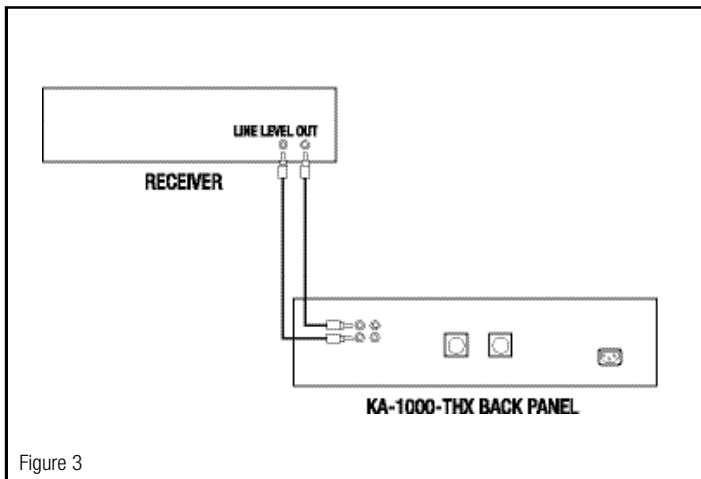 LINE LEVEL OUT
RECEIVER
KA-1000-THX BACK PANEL
Figure 3